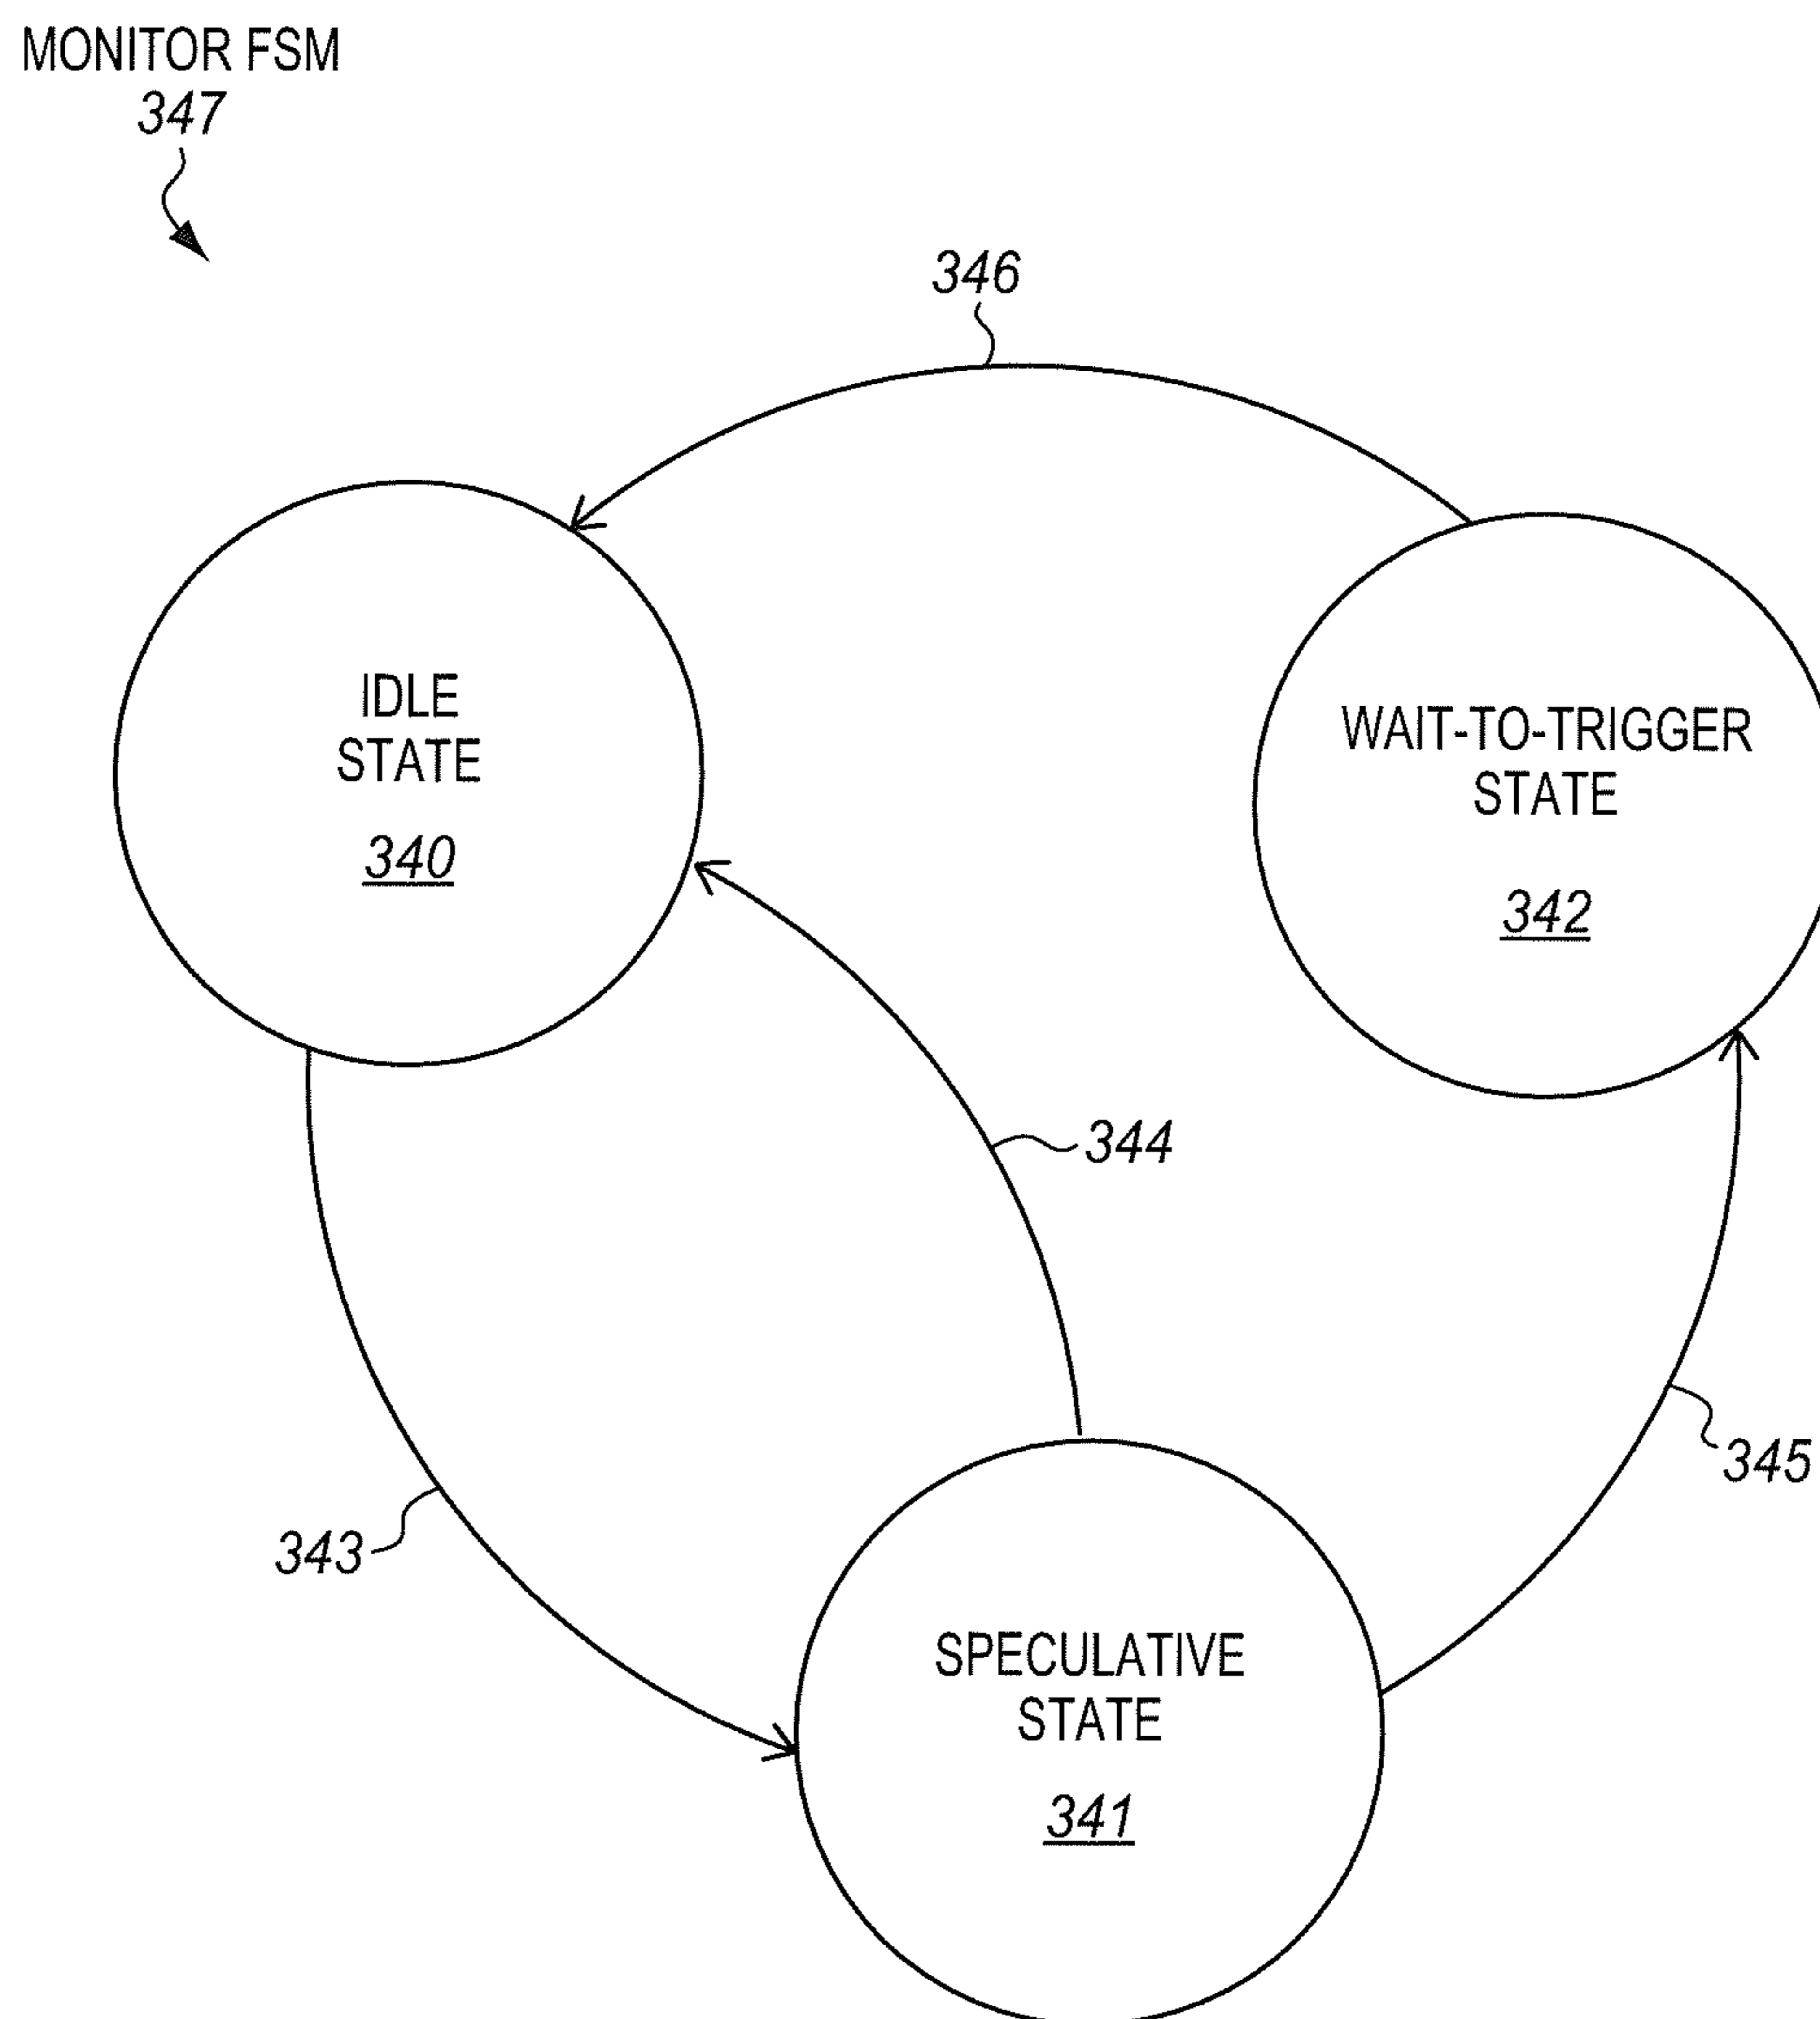 MONITOR FSM
347
346
IDLE
STATE
340
WAIT-TO-TRIGGER
STATE
342
344
345
343
SPECULATIVE
STATE
341